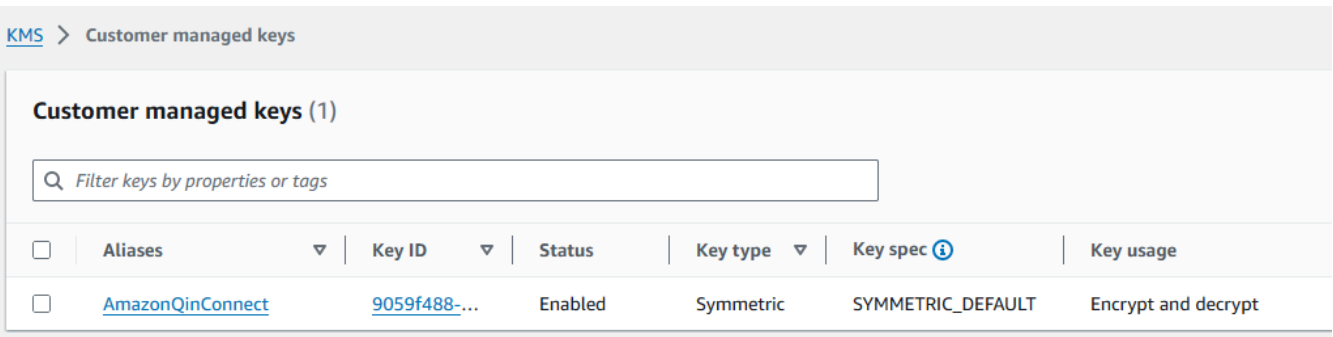 KMS > Customer managed keys
Customer managed keys (1)
Filter keys by properties or tags
Aliases Key ID Status Key type Key spec Key usage
AmazonQinConnect 9059f488-... Enabled Symmetric SYMMETRIC_DEFAULT Encrypt and decrypt